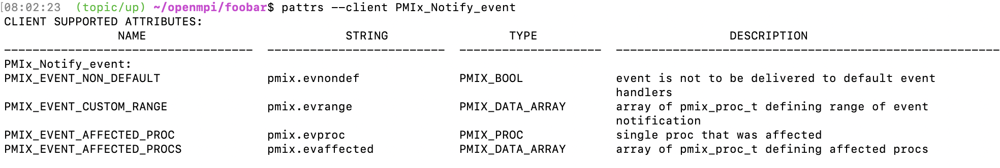 [08:02:23  (topic/up) ~/openmpi/foobar$ pattrs --client PMIx_Notify_event
CLIENT SUPPORTED ATTRIBUTES:
                NAME                            STRING                 TYPE                           DESCRIPTION
-----------------------------------  -------------------------  --------------------  ------------------------------------------------------
PMIx_Notify_event:
PMIX_EVENT_NON_DEFAULT               pmix.evnondef              PMIX_BOOL             event is not to be delivered to default event
                                                                                      handlers
PMIX_EVENT_CUSTOM_RANGE              pmix.evrange               PMIX_DATA_ARRAY       array of pmix_proc_t defining range of event
                                                                                      notification
PMIX_EVENT_AFFECTED_PROC             pmix.evproc                PMIX_PROC             single proc that was affected
PMIX_EVENT_AFFECTED_PROCS            pmix.evaffected            PMIX_DATA_ARRAY       array of pmix_proc_t defining affected procs